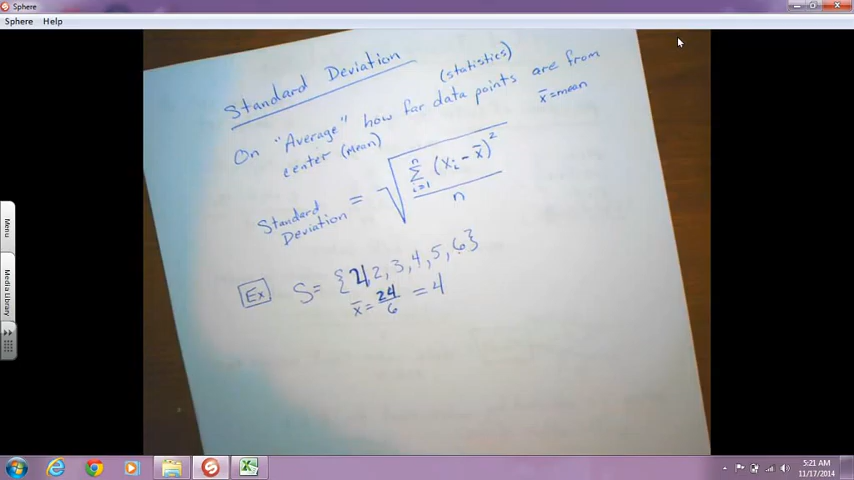 Sphere
Sphere Help
Standard Deviation
(statistics)
On "Average" how far data points are from
center (Mean)
x̄ = mean
Standard
Deviation = √( Σ_{i=1}^{n} (x_i - x̄)² / n )
Ex S = {4, 2, 3, 4, 5, 6}
x̄ = 24/6 = 4
Menu
Media Library
5:21 AM
11/17/2014